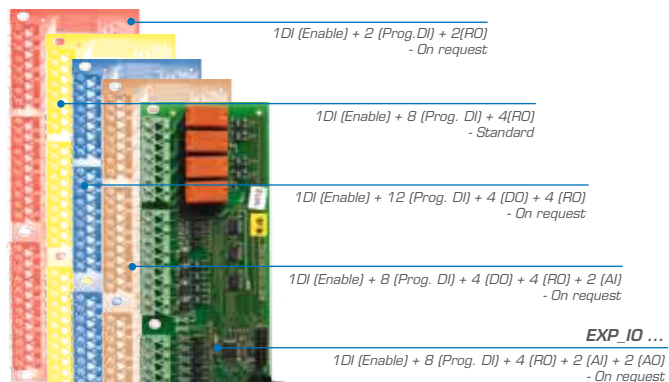 1DI (Enable) + 2 (Prog.DI) + 2(RO)
- On request
1DI (Enable) + 8 (Prog. DI) + 4(RO)
- Standard
1DI (Enable) + 12 (Prog. DI) + 4 (DO) + 4 (RO)
- On request
1DI (Enable) + 8 (Prog. DI) + 4 (DO) + 4 (RO) + 2 (AI)
- On request
EXP_IO ...
1DI (Enable) + 8 (Prog. DI) + 4 (RO) + 2 (AI) + 2 (AO)
- On request